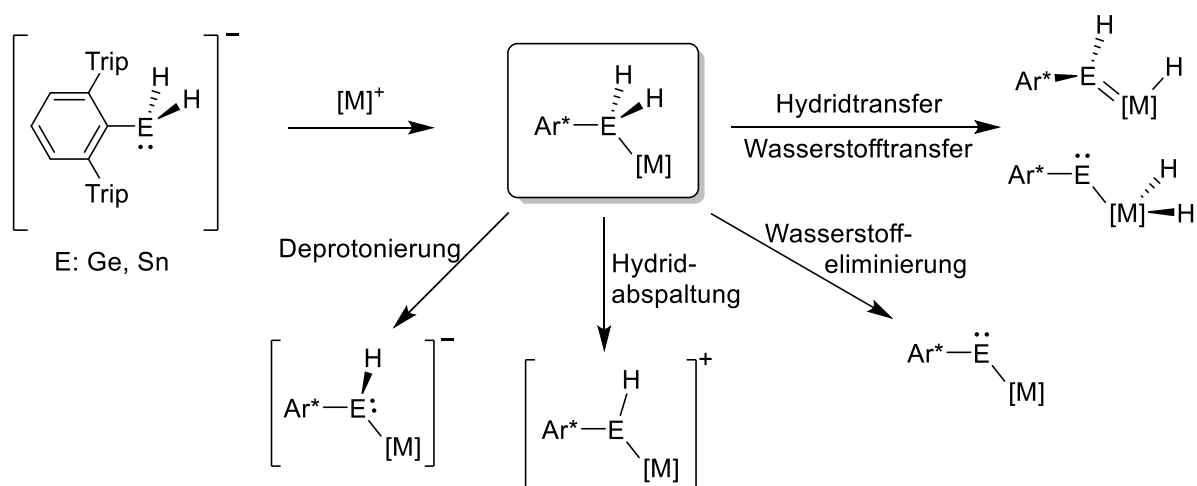 Trip
H
H
E
Trip
−
E: Ge, Sn
[M]+
H
H
Ar*
E
[M]
Hydridtransfer
Wasserstofftransfer
H
H
Ar*
E
[M]
Ar*
E
H
[M]
H
Deprotonierung
Hydrid-
abspaltung
Wasserstoff-
eliminierung
−
H
Ar*
E
[M]
+
H
Ar*
E
[M]
Ar*
E
[M]